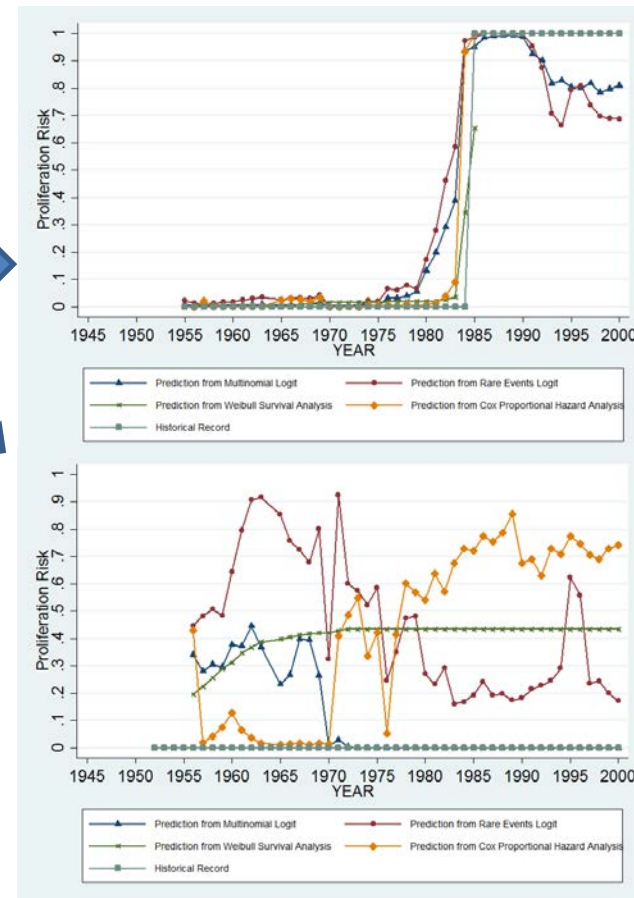 Proliferation Risk
1
.9
.8
.7
.6
.5
.4
.3
.2
.1
0
1945 1950 1955 1960 1965 1970 1975 1980 1985 1990 1995 2000
YEAR
Prediction from Multinomial Logit Prediction from Rare Events Logit
Prediction from Weibull Survival Analysis Prediction from Cox Proportional Hazard Analysis
Historical Record
Proliferation Risk
1
.9
.8
.7
.6
.5
.4
.3
.2
.1
0
1945 1950 1955 1960 1965 1970 1975 1980 1985 1990 1995 2000
YEAR
Prediction from Multinomial Logit Prediction from Rare Events Logit
Prediction from Weibull Survival Analysis Prediction from Cox Proportional Hazard Analysis
Historical Record